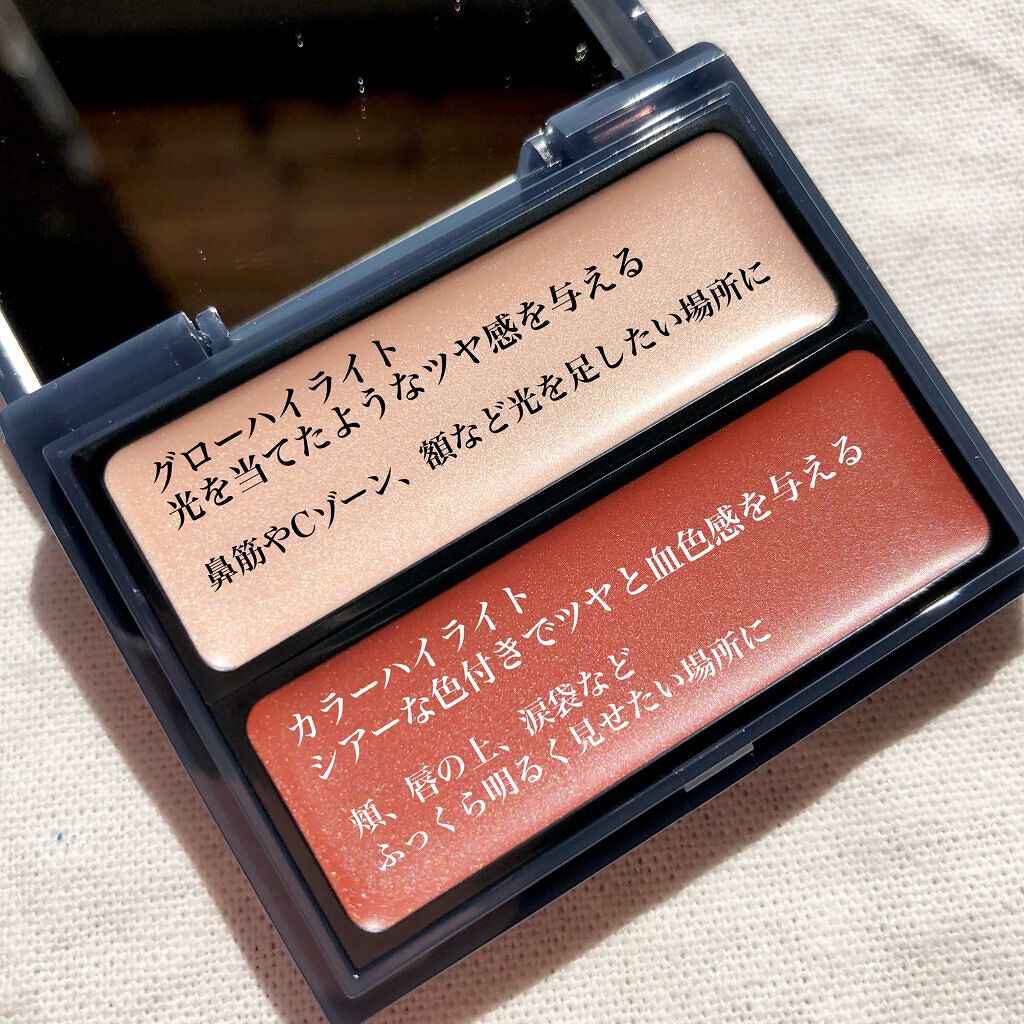 グローハイライト
光を当てたようなツヤ感を与える
鼻筋やCゾーン、額など光を足したい場所に
カラーハイライト
シアーな色付きでツヤと血色感を与える
頬、唇の上、涙袋など
ふっくら明るく見せたい場所に